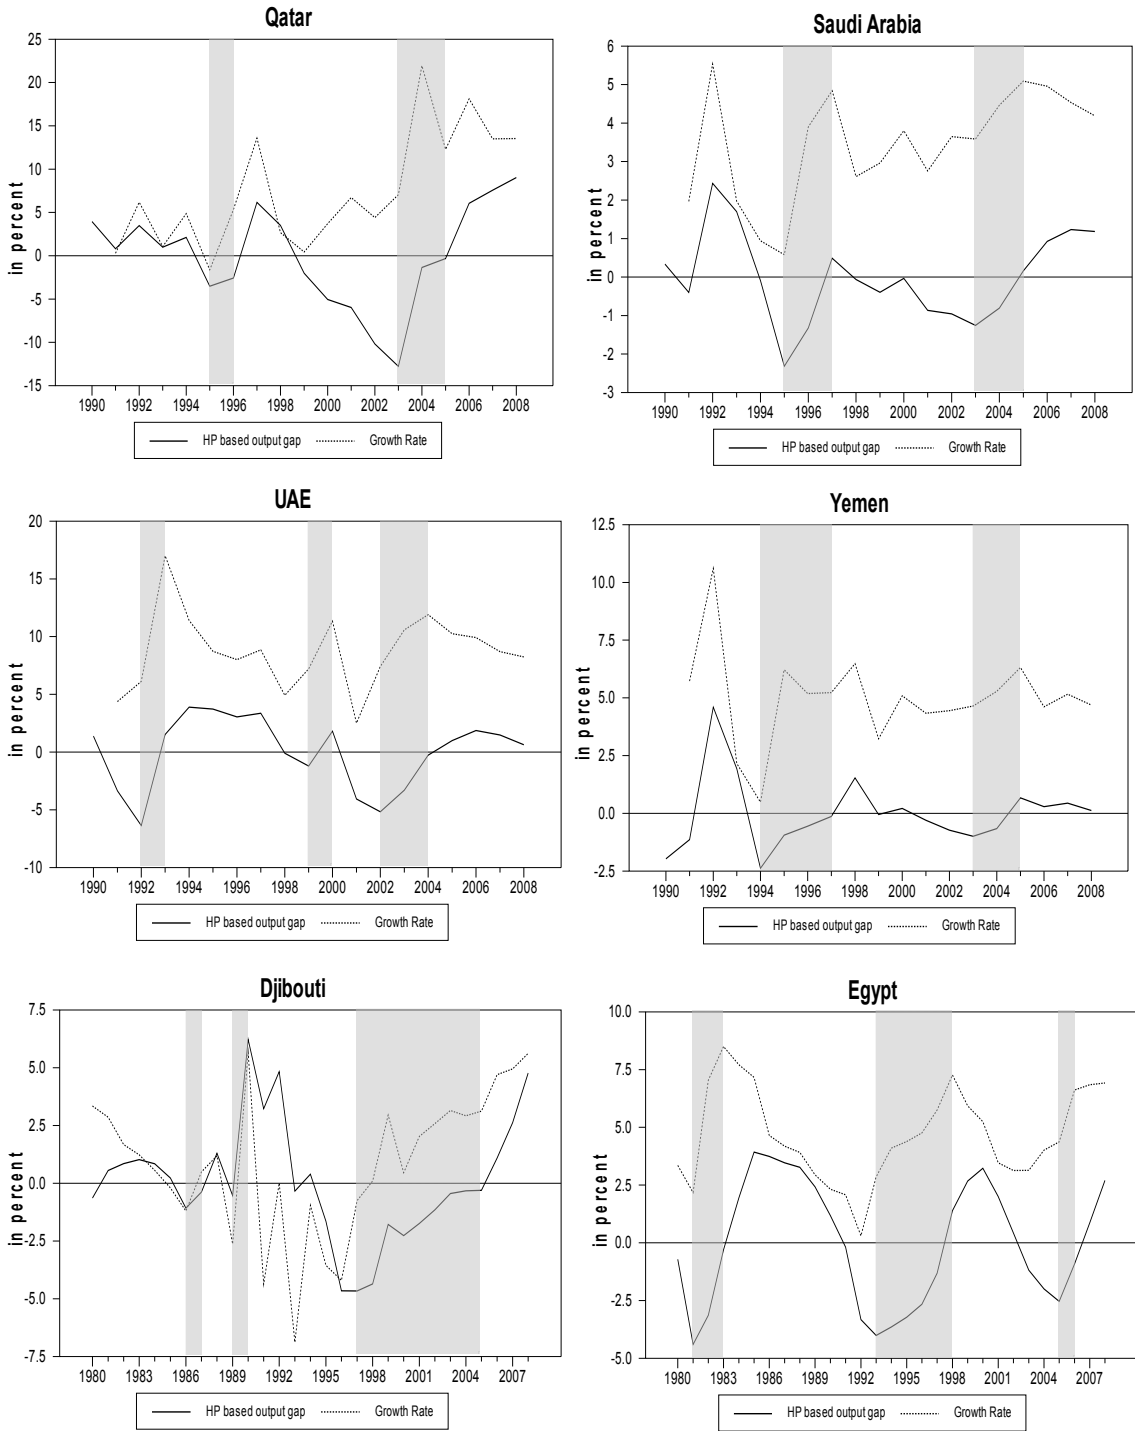 Qatar
25
20
15
10
5
0
-5
-10
-15
in percent
1990 1992 1994 1996 1998 2000 2002 2004 2006 2008
HP based output gap Growth Rate
Saudi Arabia
6
5
4
3
2
1
0
-1
-2
-3
in percent
1990 1992 1994 1996 1998 2000 2002 2004 2006 2008
HP based output gap Growth Rate
UAE
20
15
10
5
0
-5
-10
in percent
1990 1992 1994 1996 1998 2000 2002 2004 2006 2008
HP based output gap Growth Rate
Yemen
12.5
10.0
7.5
5.0
2.5
0.0
-2.5
in percent
1990 1992 1994 1996 1998 2000 2002 2004 2006 2008
HP based output gap Growth Rate
Djibouti
7.5
5.0
2.5
0.0
-2.5
-5.0
-7.5
in percent
1980 1983 1986 1989 1992 1995 1998 2001 2004 2007
HP based output gap Growth Rate
Egypt
10.0
7.5
5.0
2.5
0.0
-2.5
-5.0
in percent
1980 1983 1986 1989 1992 1995 1998 2001 2004 2007
HP based output gap Growth Rate